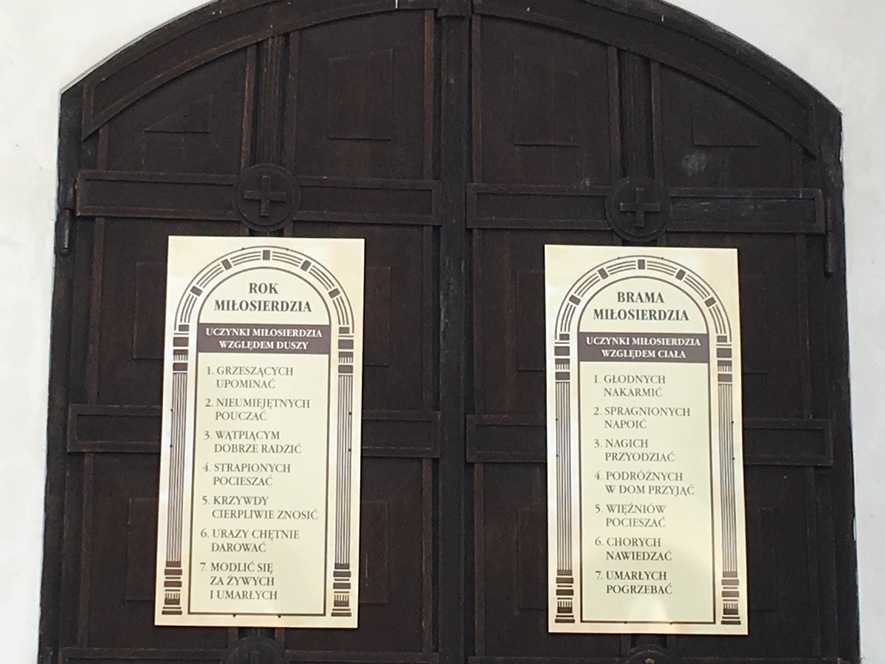 ROK
MIŁOSIERDZIA
UCZYNKI MIŁOSIERDZIA
WZGLĘDEM DUSZY
1. GRZESZĄCYCH
UPOMINAĆ
2. NIEUMIEJĘTNYCH
POUCZAĆ
3. WĄTPIĄCYM
DOBRZE RADZIĆ
4. STRAPIONYCH
POCIESZAĆ
5. KRZYWDY
CIERPLIWIE ZNOSIĆ
6. URAZY CHĘTNIE
DAROWAĆ
7. MODLIĆ SIĘ
ZA ŻYWYCH
I UMARŁYCH
BRAMA
MIŁOSIERDZIA
UCZYNKI MIŁOSIERDZIA
WZGLĘDEM CIAŁA
1. GŁODNYCH
NAKARMIĆ
2. SPRAGNIONYCH
NAPOIĆ
3. NAGICH
PRZYODZIAĆ
4. PODRÓŻNYCH
W DOM PRZYJĄĆ
5. WIĘŹNIÓW
POCIESZAĆ
6. CHORYCH
NAWIEDZAĆ
7. UMARŁYCH
POGRZEBAĆ